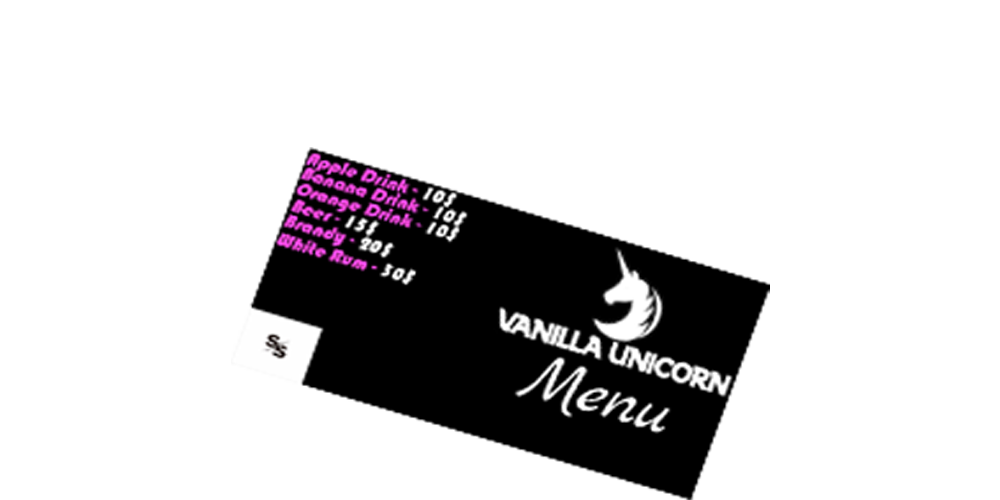 Apple Drink - 10$
Banana Drink - 10$
Orange Drink - 10$
Beer - 15$
Brandy - 20$
White Rum - 30$
VANILLA UNICORN
Menu
S/S